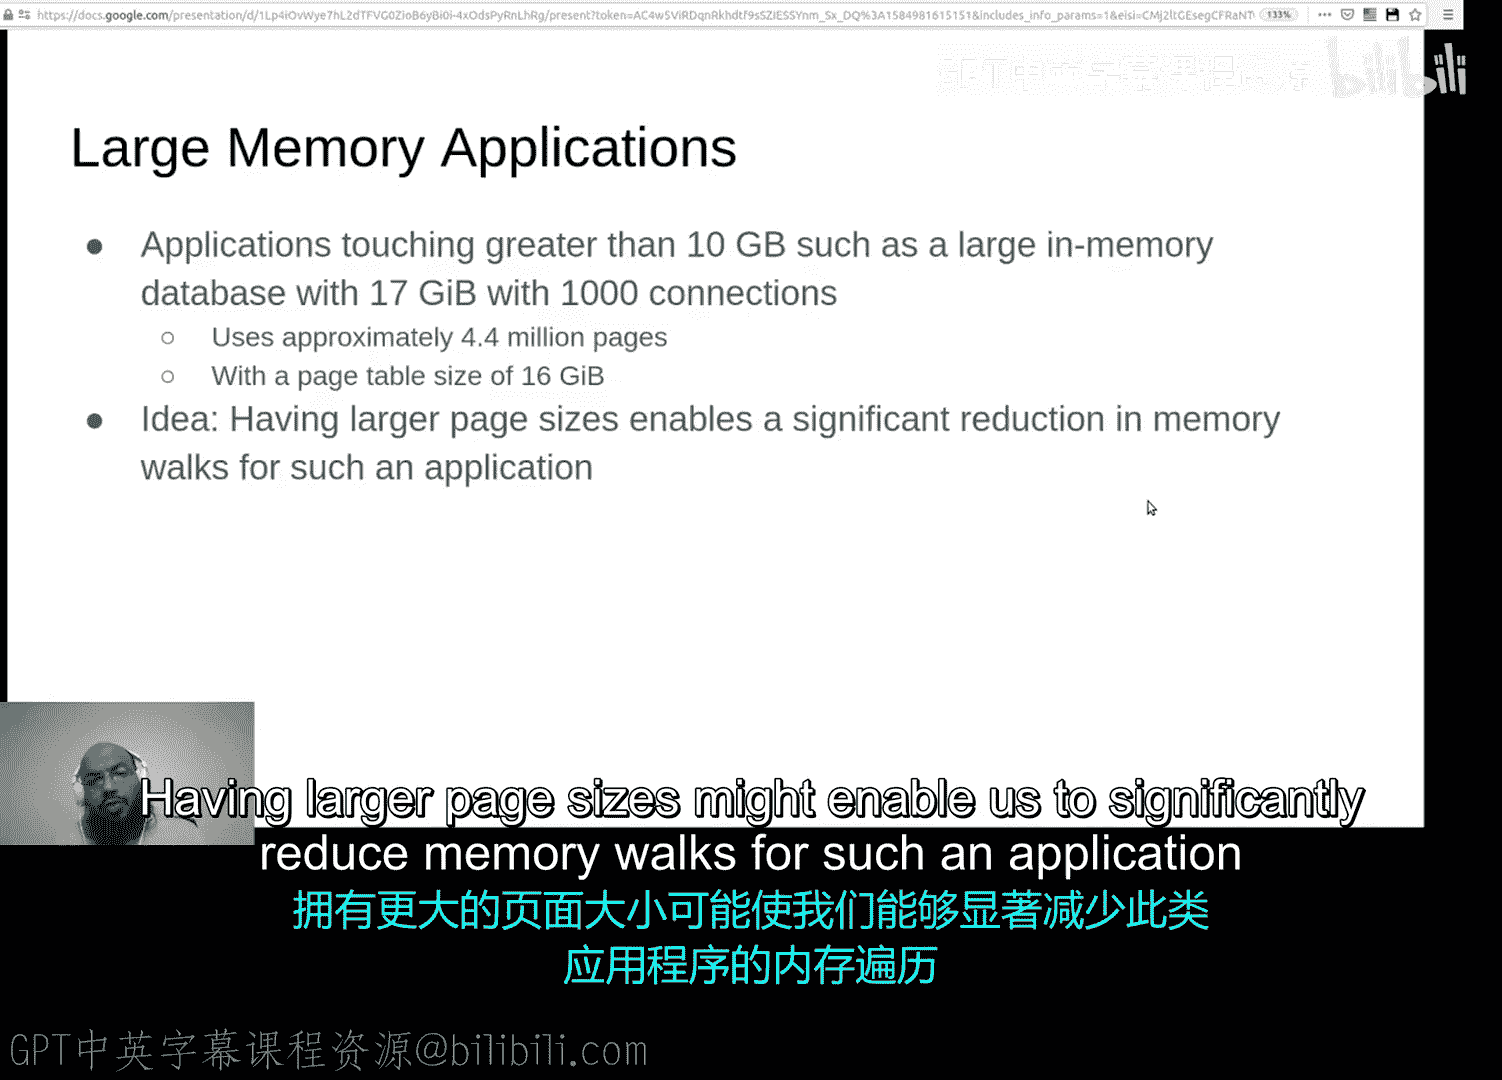 133%
Large Memory Applications
● Applications touching greater than 10 GB such as a large in-memory
database with 17 GiB with 1000 connections
○ Uses approximately 4.4 million pages
○ With a page table size of 16 GiB
● Idea: Having larger page sizes enables a significant reduction in memory
walks for such an application
Having larger page sizes might enable us to significantly
reduce memory walks for such an application
拥有更大的页面大小可能使我们能够显著减少此类
应用程序的内存遍历
GPT中英字幕课程资源@bilibili.com
bilibili